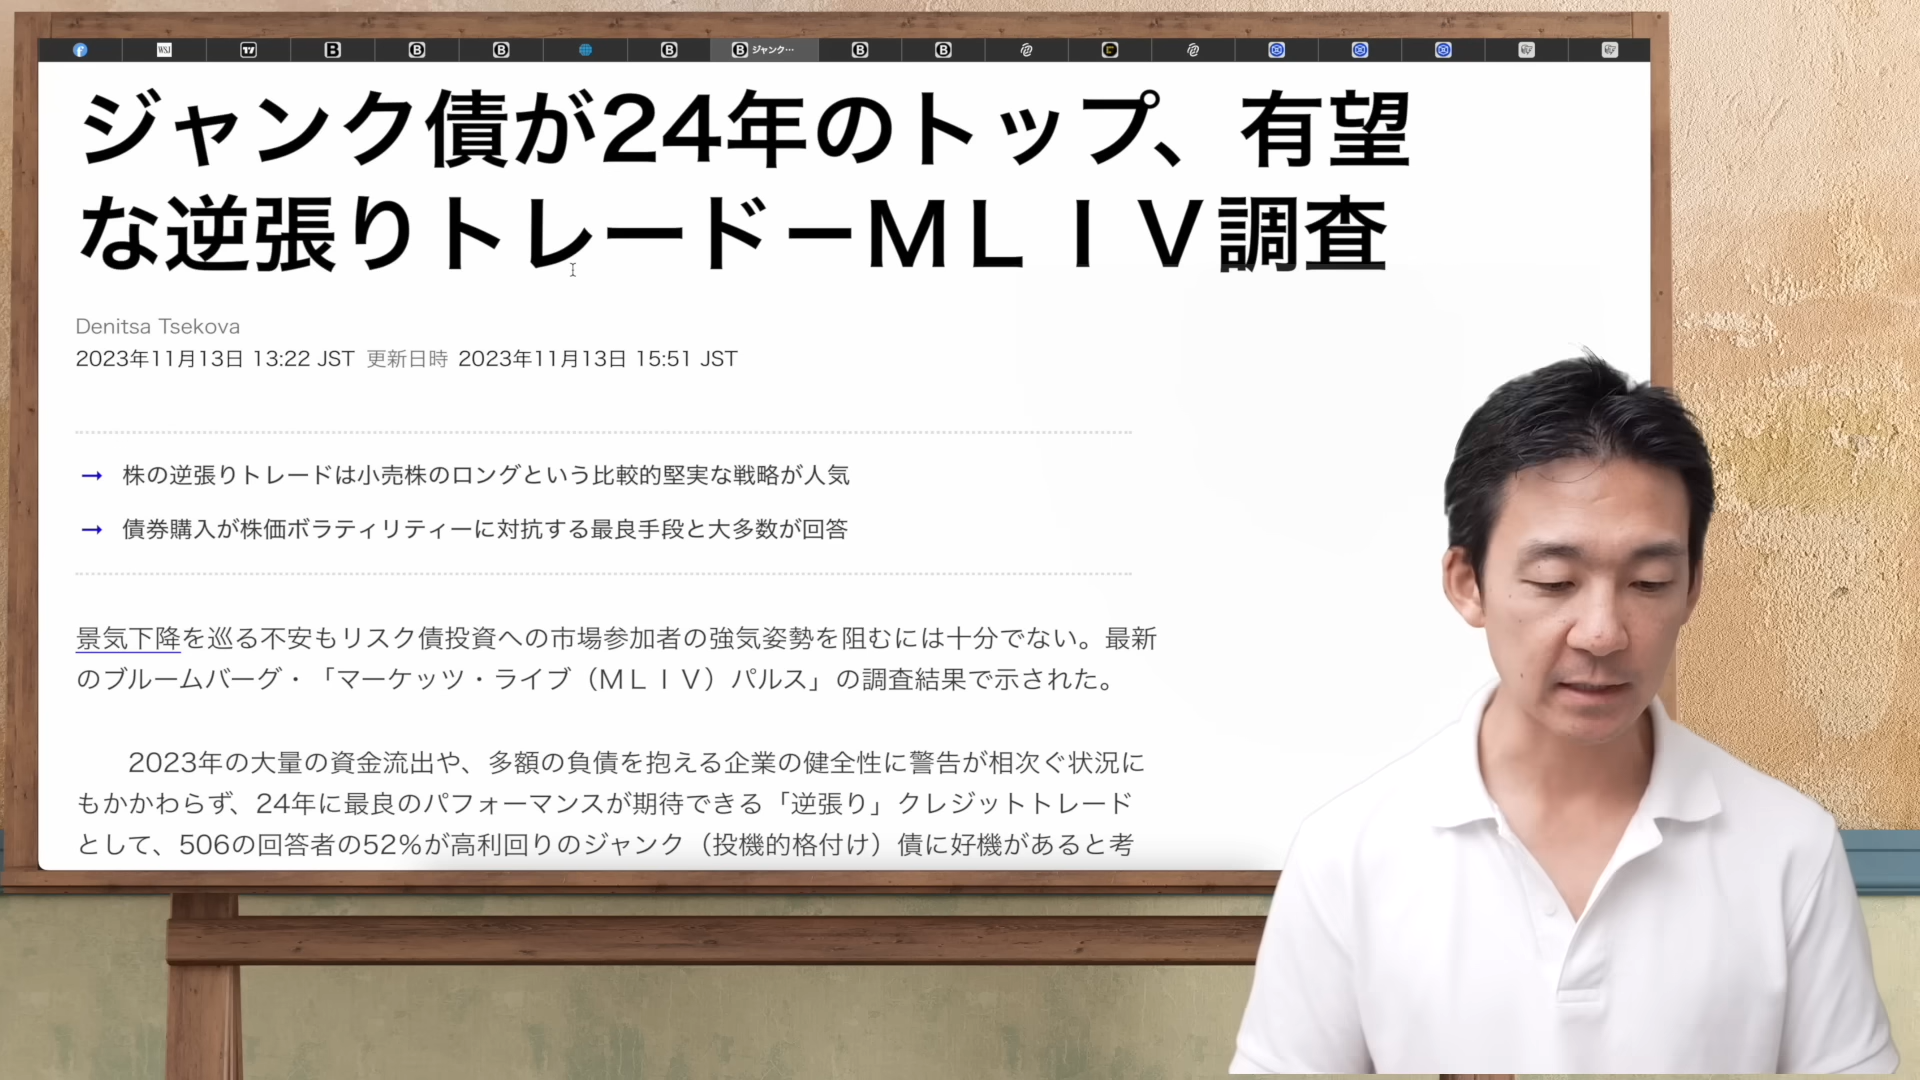 WSJ
ジャンク…
ジャンク債が24年のトップ、有望
な逆張りトレードーＭＬＩＶ調査
Denitsa Tsekova
2023年11月13日 13:22 JST 更新日時 2023年11月13日 15:51 JST
→ 株の逆張りトレードは小売株のロングという比較的堅実な戦略が人気
→ 債券購入が株価ボラティリティーに対抗する最良手段と大多数が回答
景気下降を巡る不安もリスク債投資への市場参加者の強気姿勢を阻むには十分でない。最新
のブルームバーグ・「マーケッツ・ライブ（ＭＬＩＶ）パルス」の調査結果で示された。
2023年の大量の資金流出や、多額の負債を抱える企業の健全性に警告が相次ぐ状況に
もかかわらず、24年に最良のパフォーマンスが期待できる「逆張り」クレジットトレード
として、506の回答者の52％が高利回りのジャンク（投機的格付け）債に好機があると考